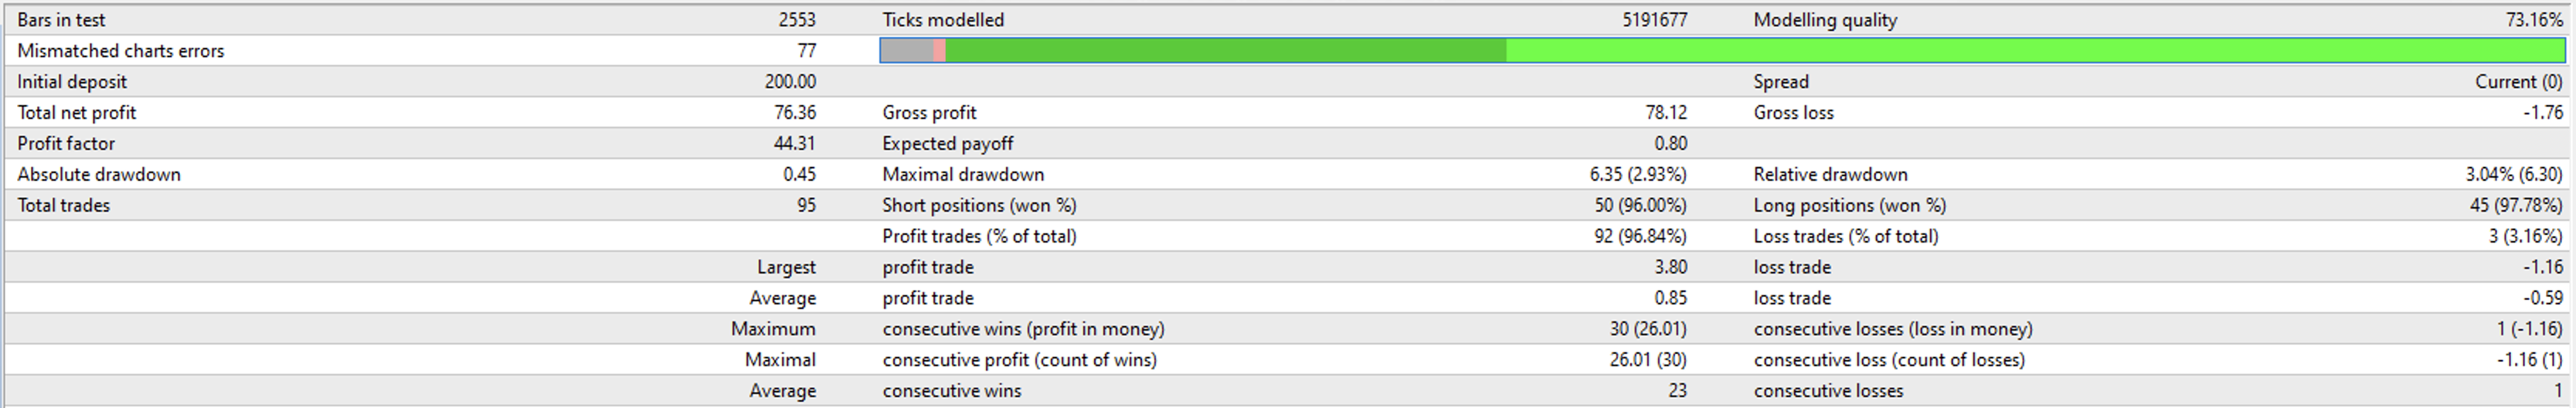 Bars in test 2553 Ticks modelled 5191677 Modelling quality 73.16%
Mismatched charts errors 77
Initial deposit 200.00 Spread Current (0)
Total net profit 76.36 Gross profit 78.12 Gross loss -1.76
Profit factor 44.31 Expected payoff 0.80
Absolute drawdown 0.45 Maximal drawdown 6.35 (2.93%) Relative drawdown 3.04% (6.30)
Total trades 95 Short positions (won %) 50 (96.00%) Long positions (won %) 45 (97.78%)
Profit trades (% of total) 92 (96.84%) Loss trades (% of total) 3 (3.16%)
Largest profit trade 3.80 loss trade -1.16
Average profit trade 0.85 loss trade -0.59
Maximum consecutive wins (profit in money) 30 (26.01) consecutive losses (loss in money) 1 (-1.16)
Maximal consecutive profit (count of wins) 26.01 (30) consecutive loss (count of losses) -1.16 (1)
Average consecutive wins 23 consecutive losses 1